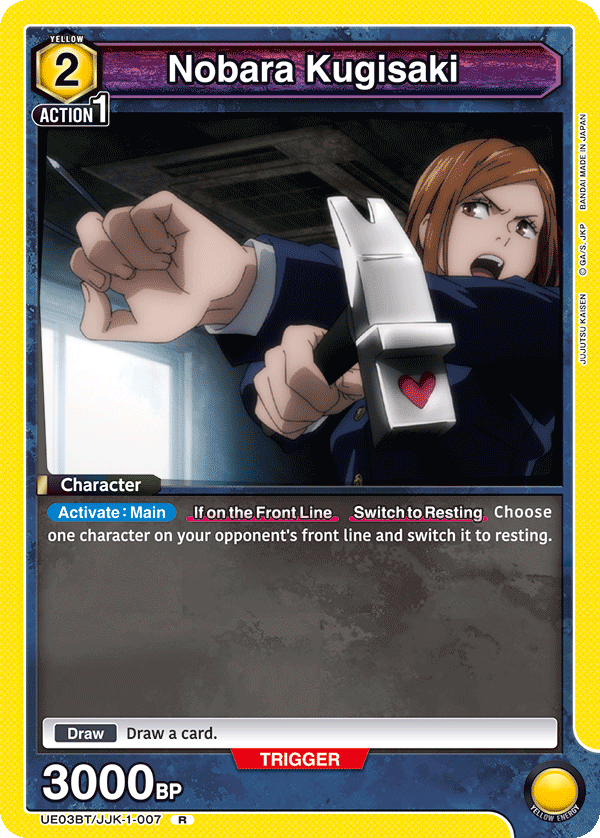 YELLOW
2
Nobara Kugisaki
ACTION 1
JUJUTSU KAISEN © GA/S, JKP BANDAI MADE IN JAPAN
Character
Activate: Main If on the Front Line Switch to Resting Choose
one character on your opponent's front line and switch it to resting.
Draw Draw a card.
TRIGGER
3000BP
YELLOW ENERGY
UE03BT/JJK-1-007 R